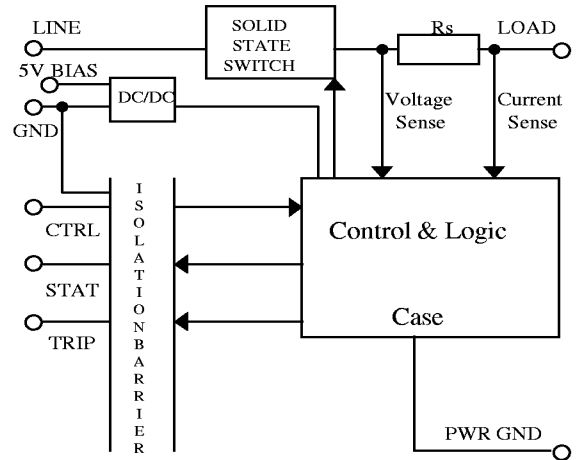 LINE
SOLID
STATE
SWITCH
Rs
LOAD
5V BIAS
DC/DC
GND
Voltage
Sense
Current
Sense
CTRL
STAT
TRIP
ISOLATIONBARRIER
Control & Logic
Case
PWR GND